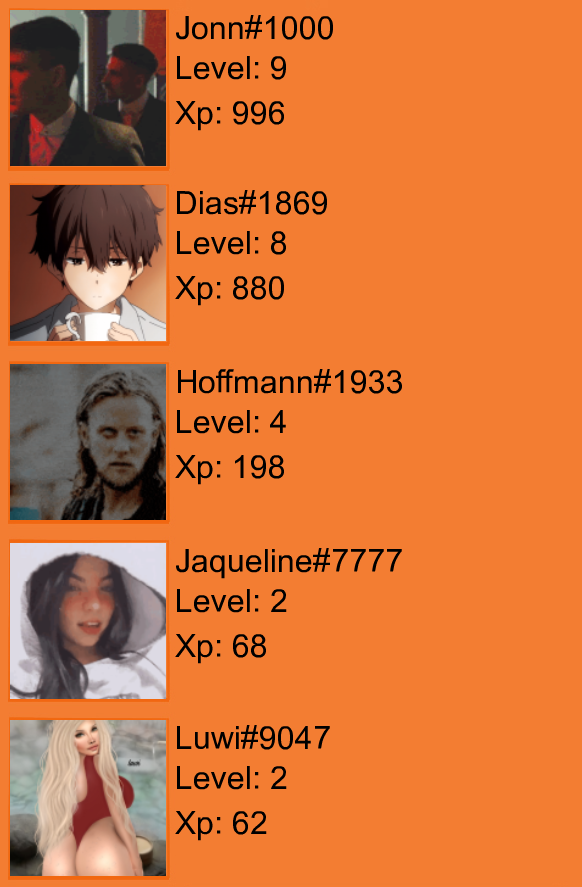 Jonn#1000
Level: 9
Xp: 996
Dias#1869
Level: 8
Xp: 880
Hoffmann#1933
Level: 4
Xp: 198
Jaqueline#7777
Level: 2
Xp: 68
Luwi#9047
Level: 2
Xp: 62